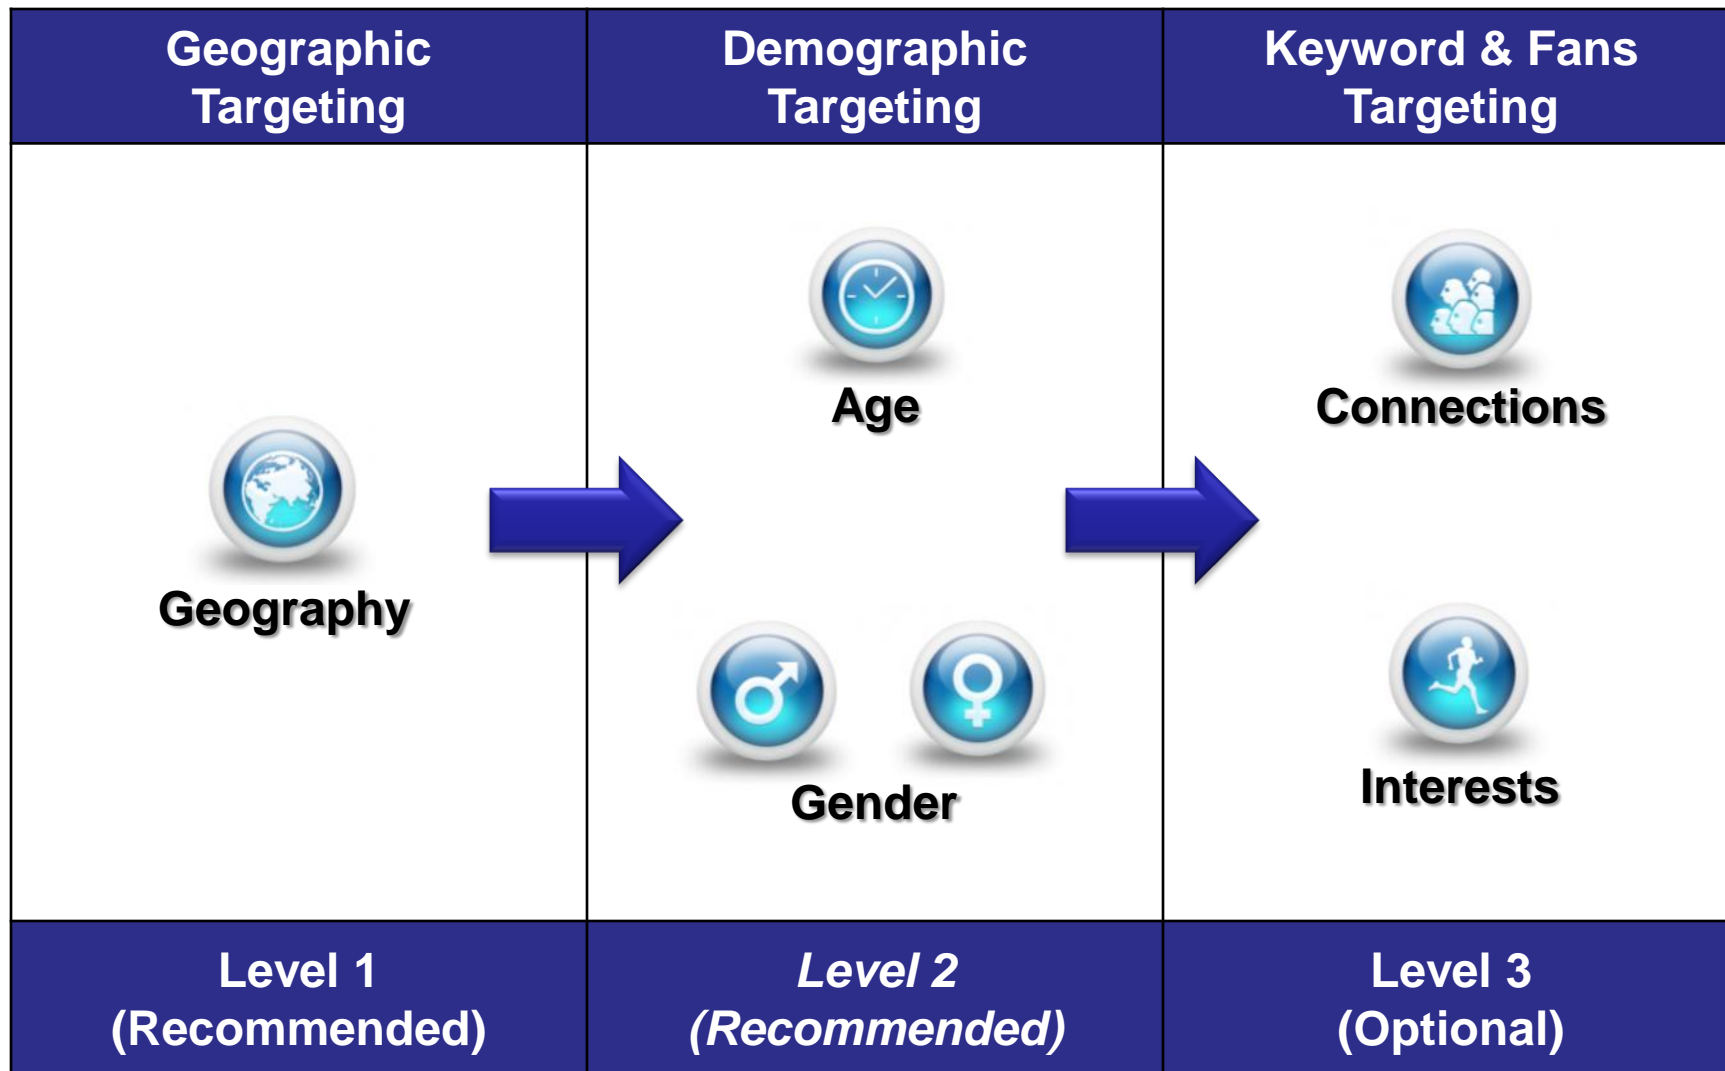 Geographic
Targeting
Demographic
Targeting
Keyword & Fans
Targeting
Geography
Age
Gender
Connections
Interests
Level 1
(Recommended)
Level 2
(Recommended)
Level 3
(Optional)